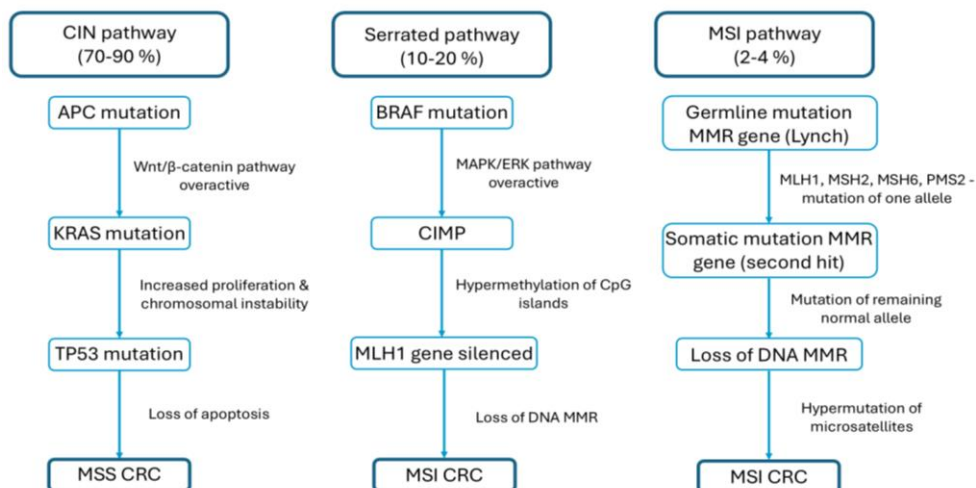 CIN pathway
(70-90 %)
APC mutation
Wnt/β-catenin pathway
overactive
KRAS mutation
Increased proliferation &
chromosomal instability
TP53 mutation
Loss of apoptosis
MSS CRC
Serrated pathway
(10-20 %)
BRAF mutation
MAPK/ERK pathway
overactive
CIMP
Hypermethylation of CpG
islands
MLH1 gene silenced
Loss of DNA MMR
MSI CRC
MSI pathway
(2-4 %)
Germline mutation
MMR gene (Lynch)
MLH1, MSH2, MSH6, PMS2 -
mutation of one allele
Somatic mutation MMR
gene (second hit)
Mutation of remaining
normal allele
Loss of DNA MMR
Hypermutation of
microsatellites
MSI CRC